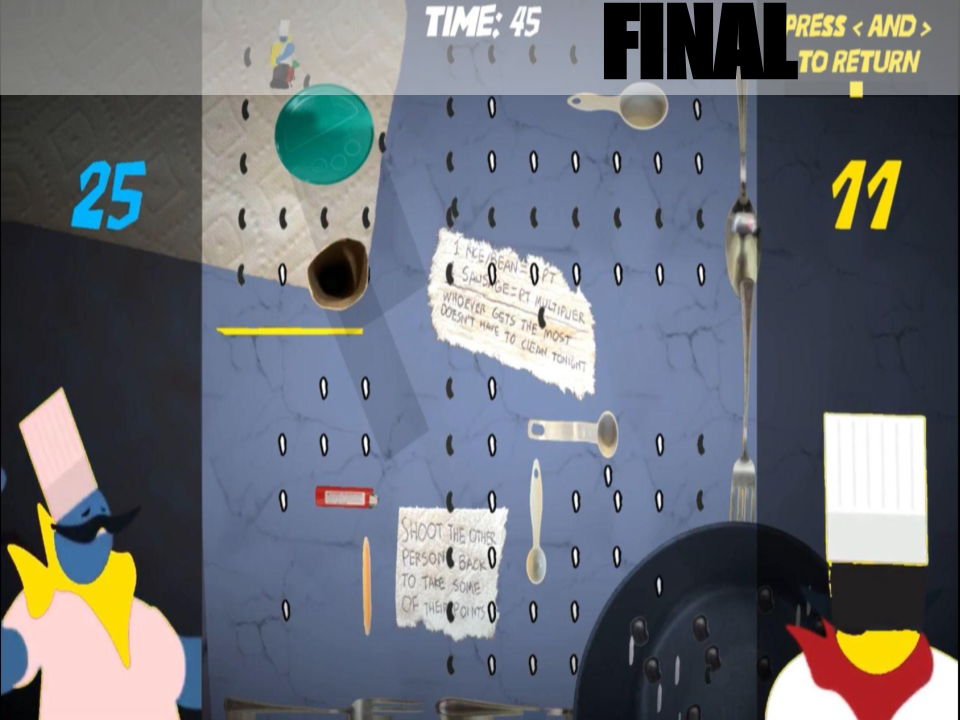 TIME: 45
FINAL
PRESS < AND >
TO RETURN
25
11
1 RICE/BEAN = PT
1 SAUSAGE = PT MULTIPLIER
WHOEVER GETS THE MOST
DOESN'T HAVE TO CLEAN TONIGHT
SHOOT THE OTHER
PERSON BACK
TO TAKE SOME
OF THEIR POINTS